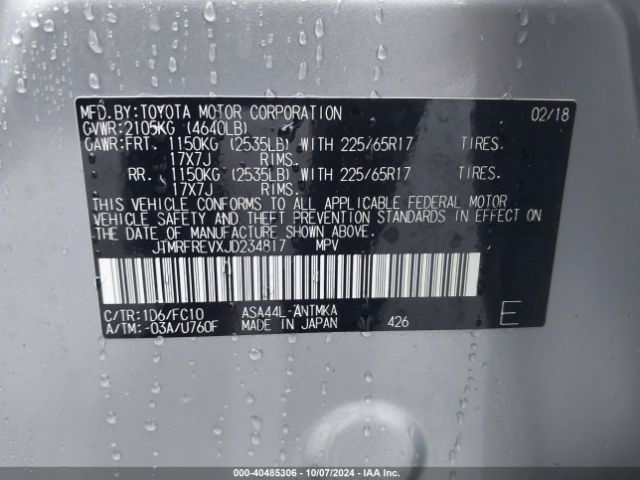 MFD.BY:TOYOTA MOTOR CORPORATION 02/18
GVWR:2105KG (4640LB)
GAWR:FRT. 1150KG (2535LB) WITH 225/65R17 TIRES.
17X7J RIMS.
RR. 1150KG (2535LB) WITH 225/65R17 TIRES.
17X7J RIMS.
THIS VEHICLE CONFORMS TO ALL APPLICABLE FEDERAL MOTOR
VEHICLE SAFETY AND THEFT PREVENTION STANDARDS IN EFFECT ON
THE DATE OF MANUFACTURE SHOWN ABOVE.
JTMRFREVXJD234817 MPV
C/TR:1D6/FC10 ASA44L-ANTMKA
A/TM:-03A/U760F MADE IN JAPAN 426 E
000-40485306 - 10/07/2024 - IAA Inc.